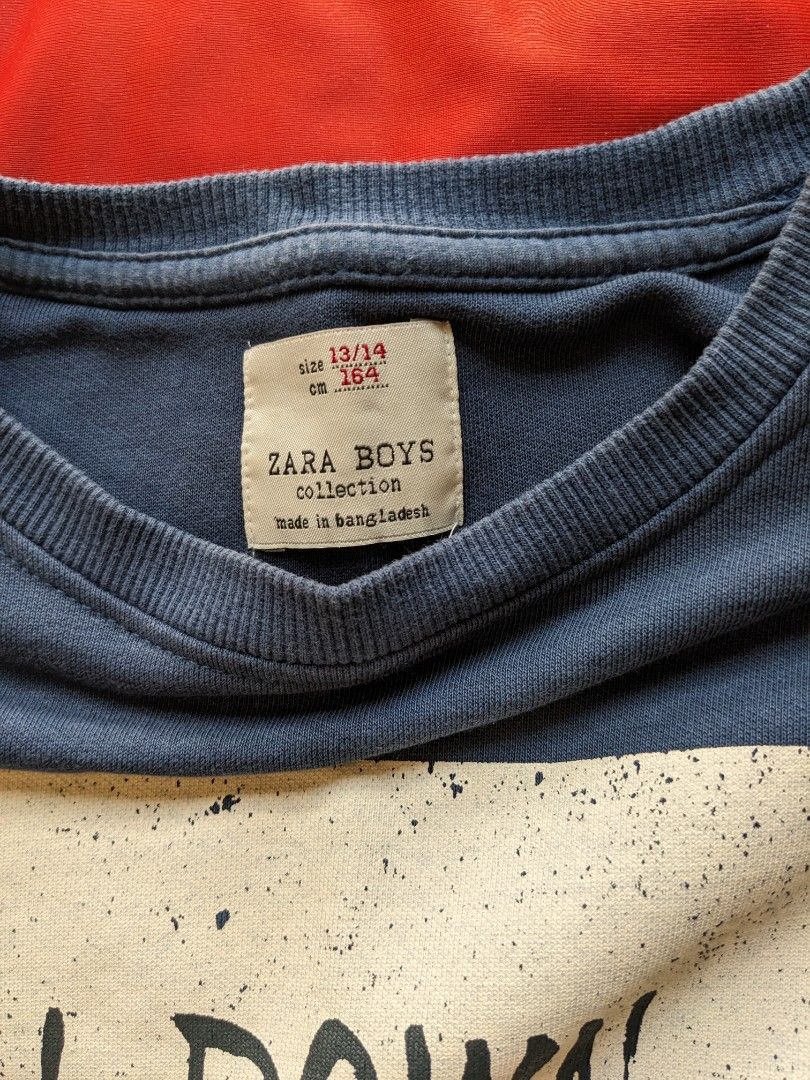 size 13/14
cm 164
ZARA BOYS
collection
made in bangladesh